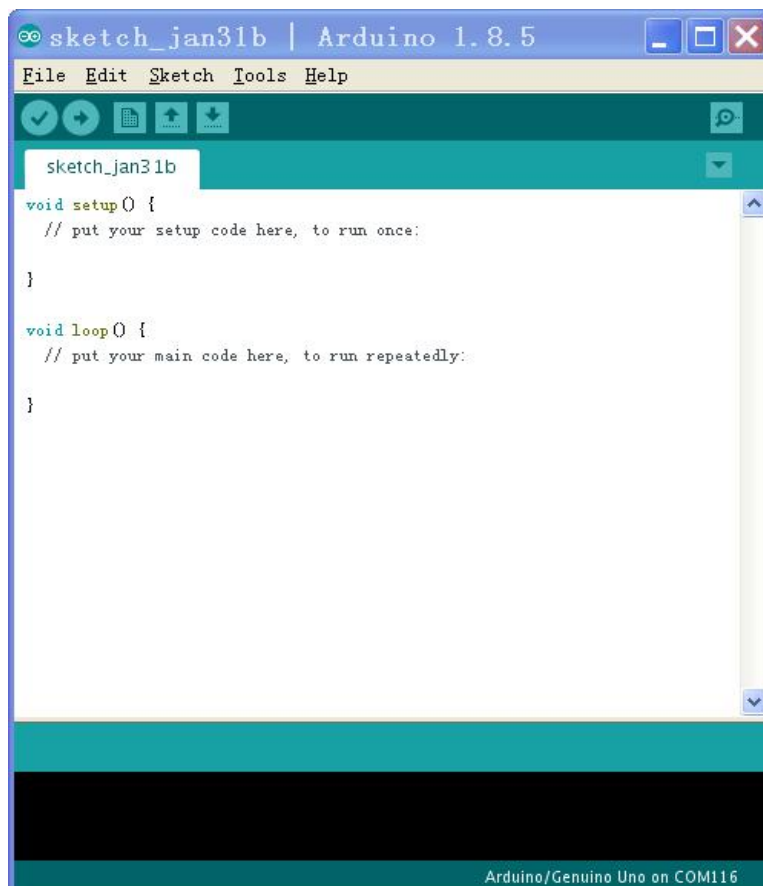 sketch_jan31b | Arduino 1.8.5
File Edit Sketch Tools Help
sketch_jan31b
void setup() {
  // put your setup code here, to run once:
}
void loop() {
  // put your main code here, to run repeatedly:
}
Arduino/Genuino Uno on COM116